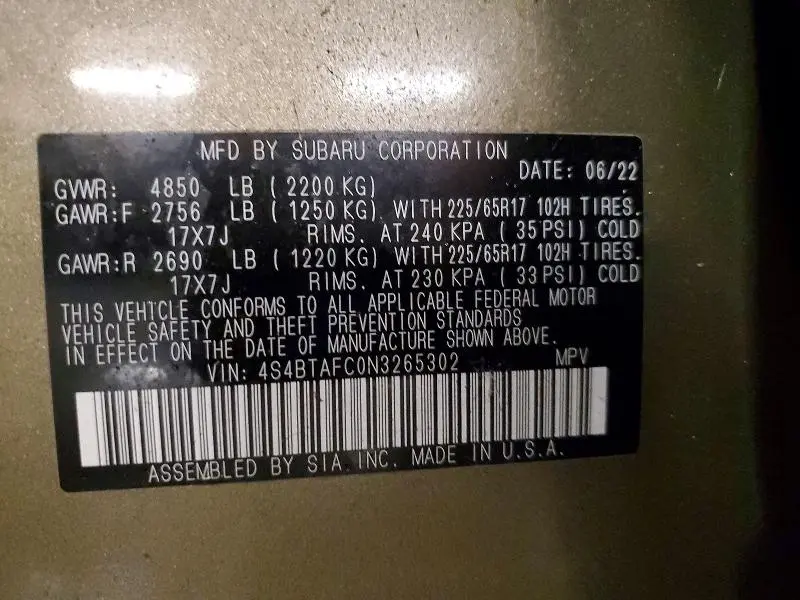 MFD BY SUBARU CORPORATION
DATE: 06/22
GVWR: 4850 LB ( 2200 KG)
GAWR:F 2756 LB ( 1250 KG) WITH 225/65R17 102H TIRES.
17X7J RIMS. AT 240 KPA ( 35 PSI) COLD
GAWR:R 2690 LB ( 1220 KG) WITH 225/65R17 102H TIRES.
17X7J RIMS. AT 230 KPA ( 33 PSI) COLD
THIS VEHICLE CONFORMS TO ALL APPLICABLE FEDERAL MOTOR
VEHICLE SAFETY AND THEFT PREVENTION STANDARDS
IN EFFECT ON THE DATE OF MANUFACTURE SHOWN ABOVE.
VIN: 4S4BTAFC0N3265302 MPV
ASSEMBLED BY SIA INC. MADE IN U.S.A.